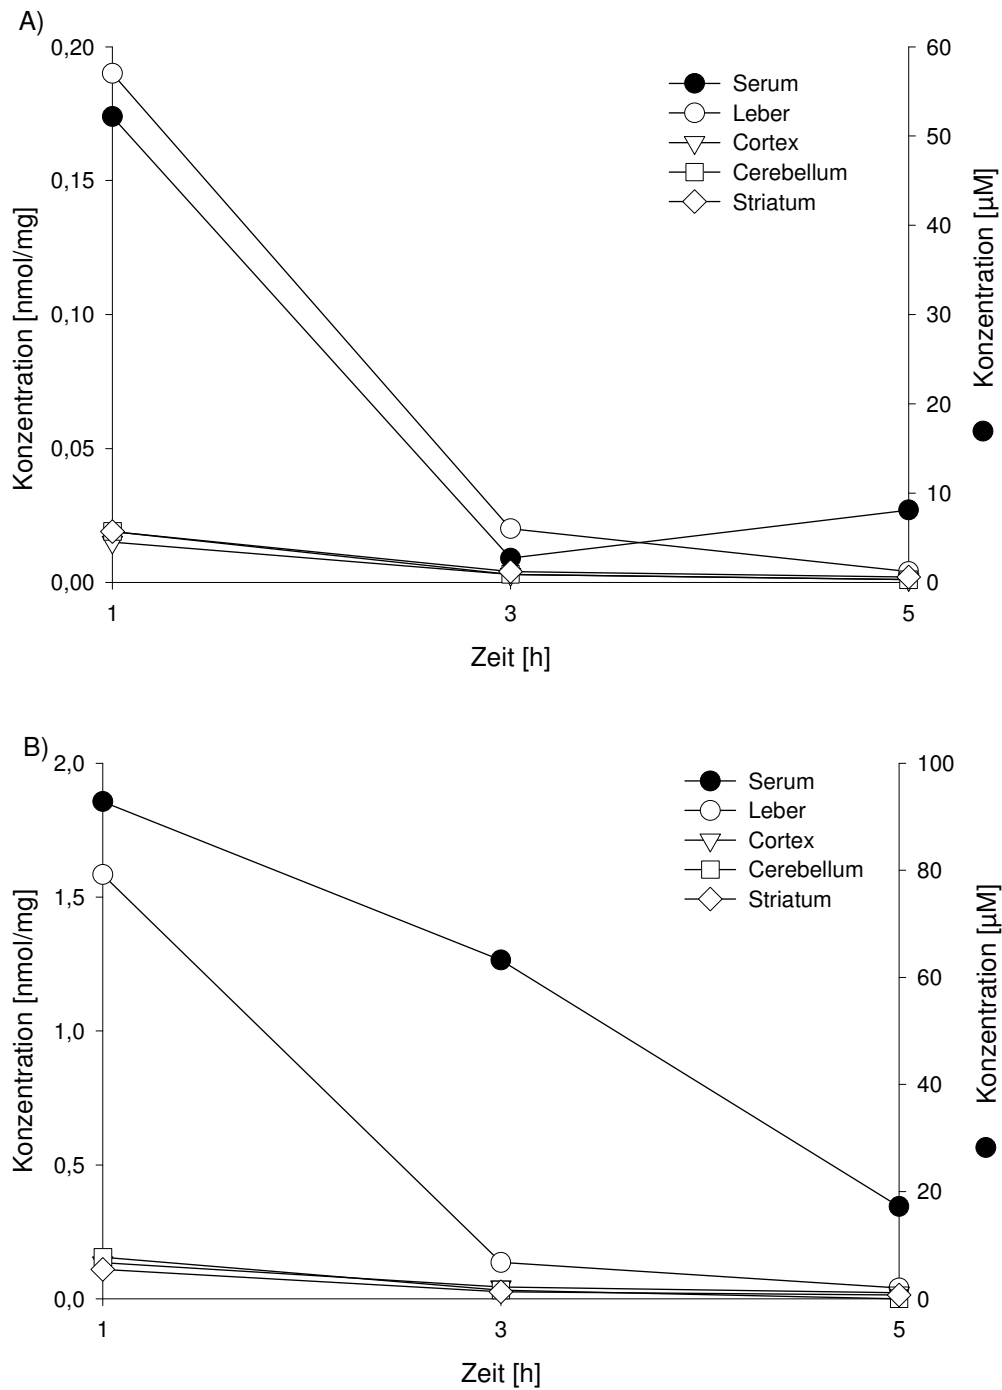 A)
0,20
0,15
0,10
0,05
0,00
Konzentration [nmol/mg]
60
50
40
30
20
10
0
Konzentration [µM]
Serum
Leber
Cortex
Cerebellum
Striatum
1
3
5
Zeit [h]
B)
2,0
1,5
1,0
0,5
0,0
Konzentration [nmol/mg]
100
80
60
40
20
0
Konzentration [µM]
Serum
Leber
Cortex
Cerebellum
Striatum
1
3
5
Zeit [h]